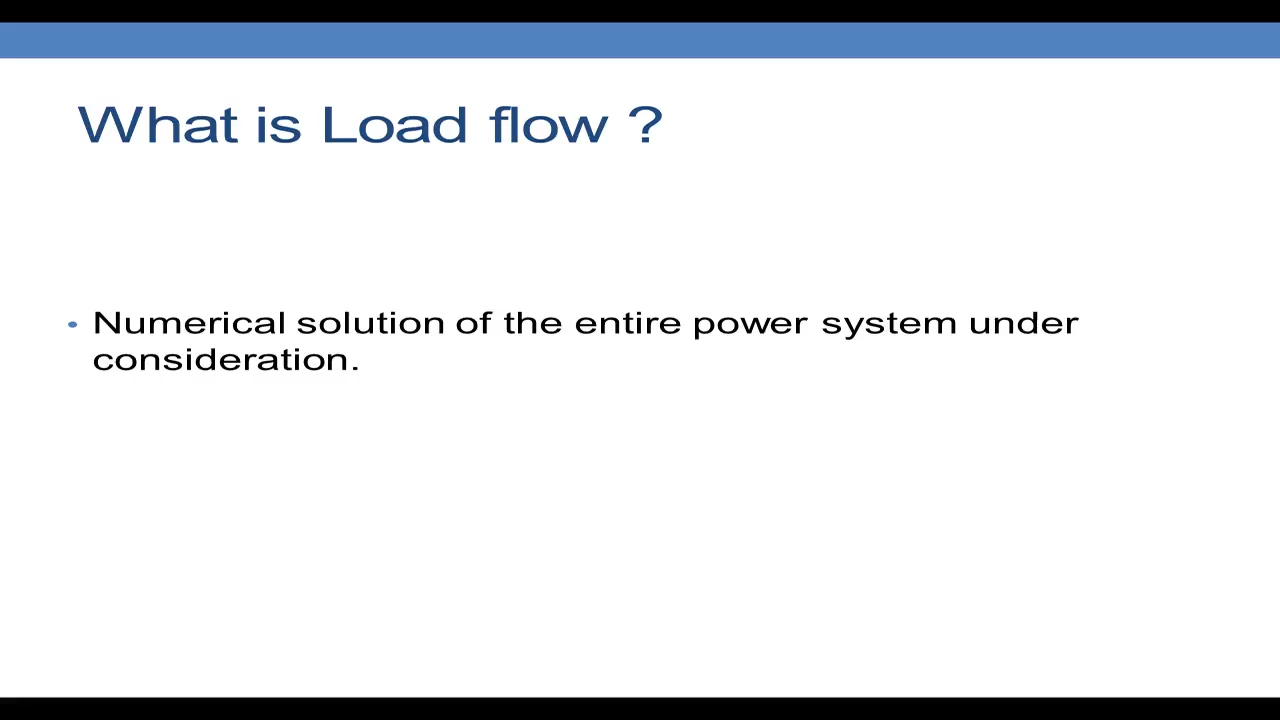 What is Load flow ?
• Numerical solution of the entire power system under
consideration.